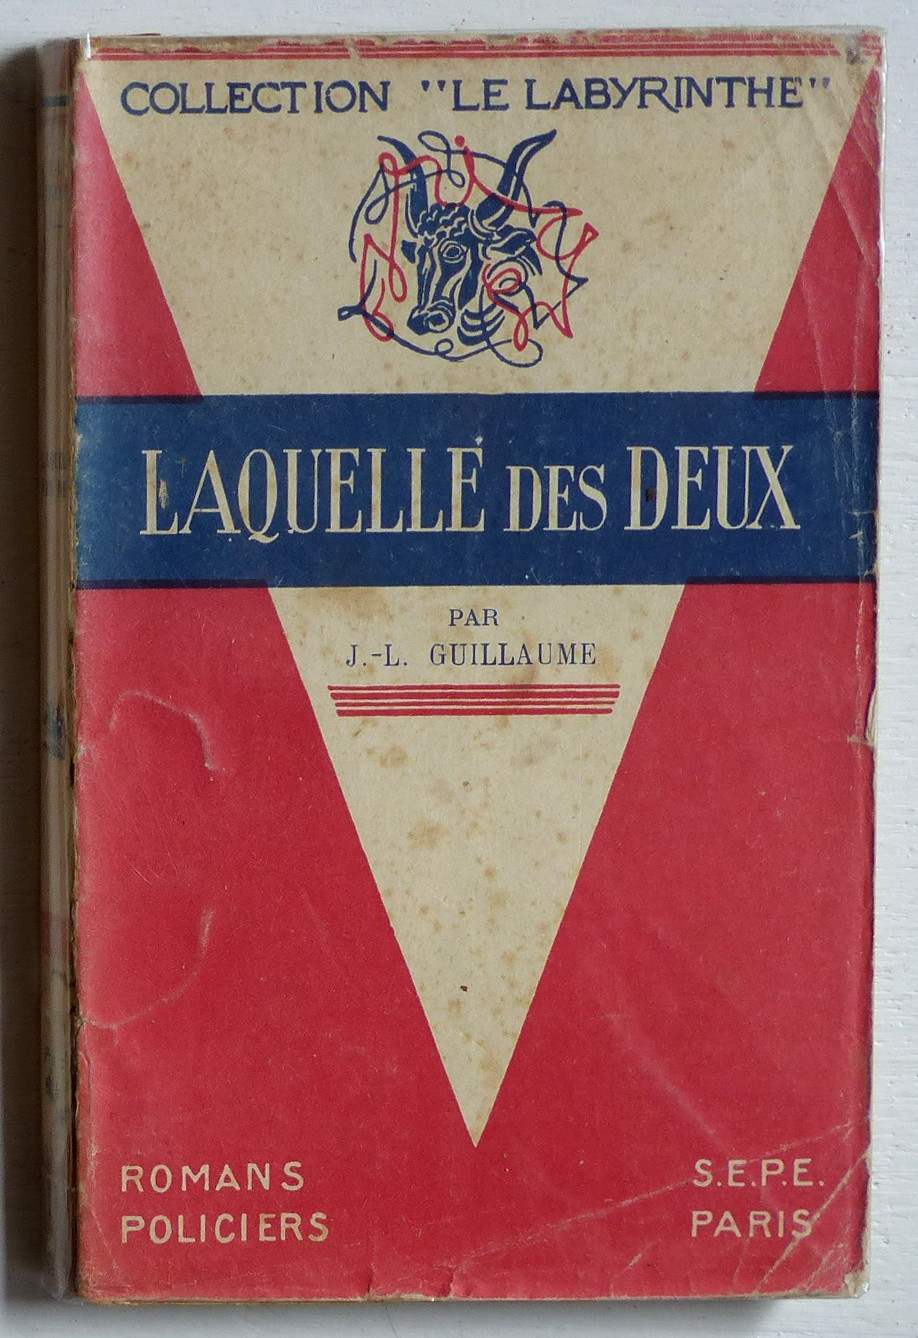 COLLECTION "LE LABYRINTHE"
LAQUELLE DES DEUX
PAR
J.-L. GUILLAUME
ROMANS
POLICIERS
S.E.P.E.
PARIS